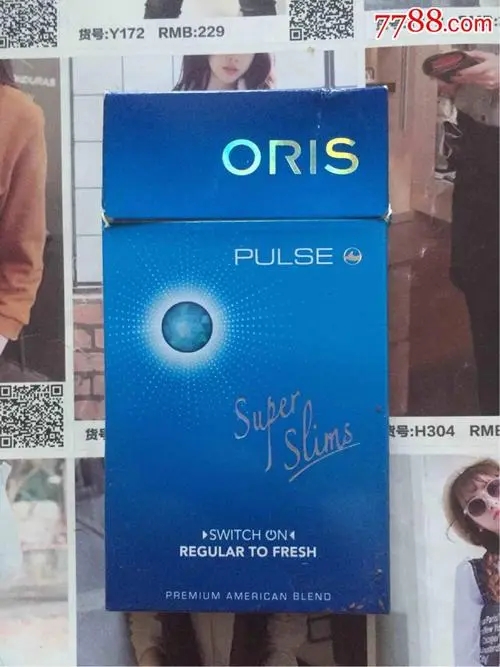 7788.com
货号:Y172 RMB:229
ORIS
PULSE
Super
Slims
货号:
号:H304 RMB
SWITCH ON
REGULAR TO FRESH
PREMIUM AMERICAN BLEND